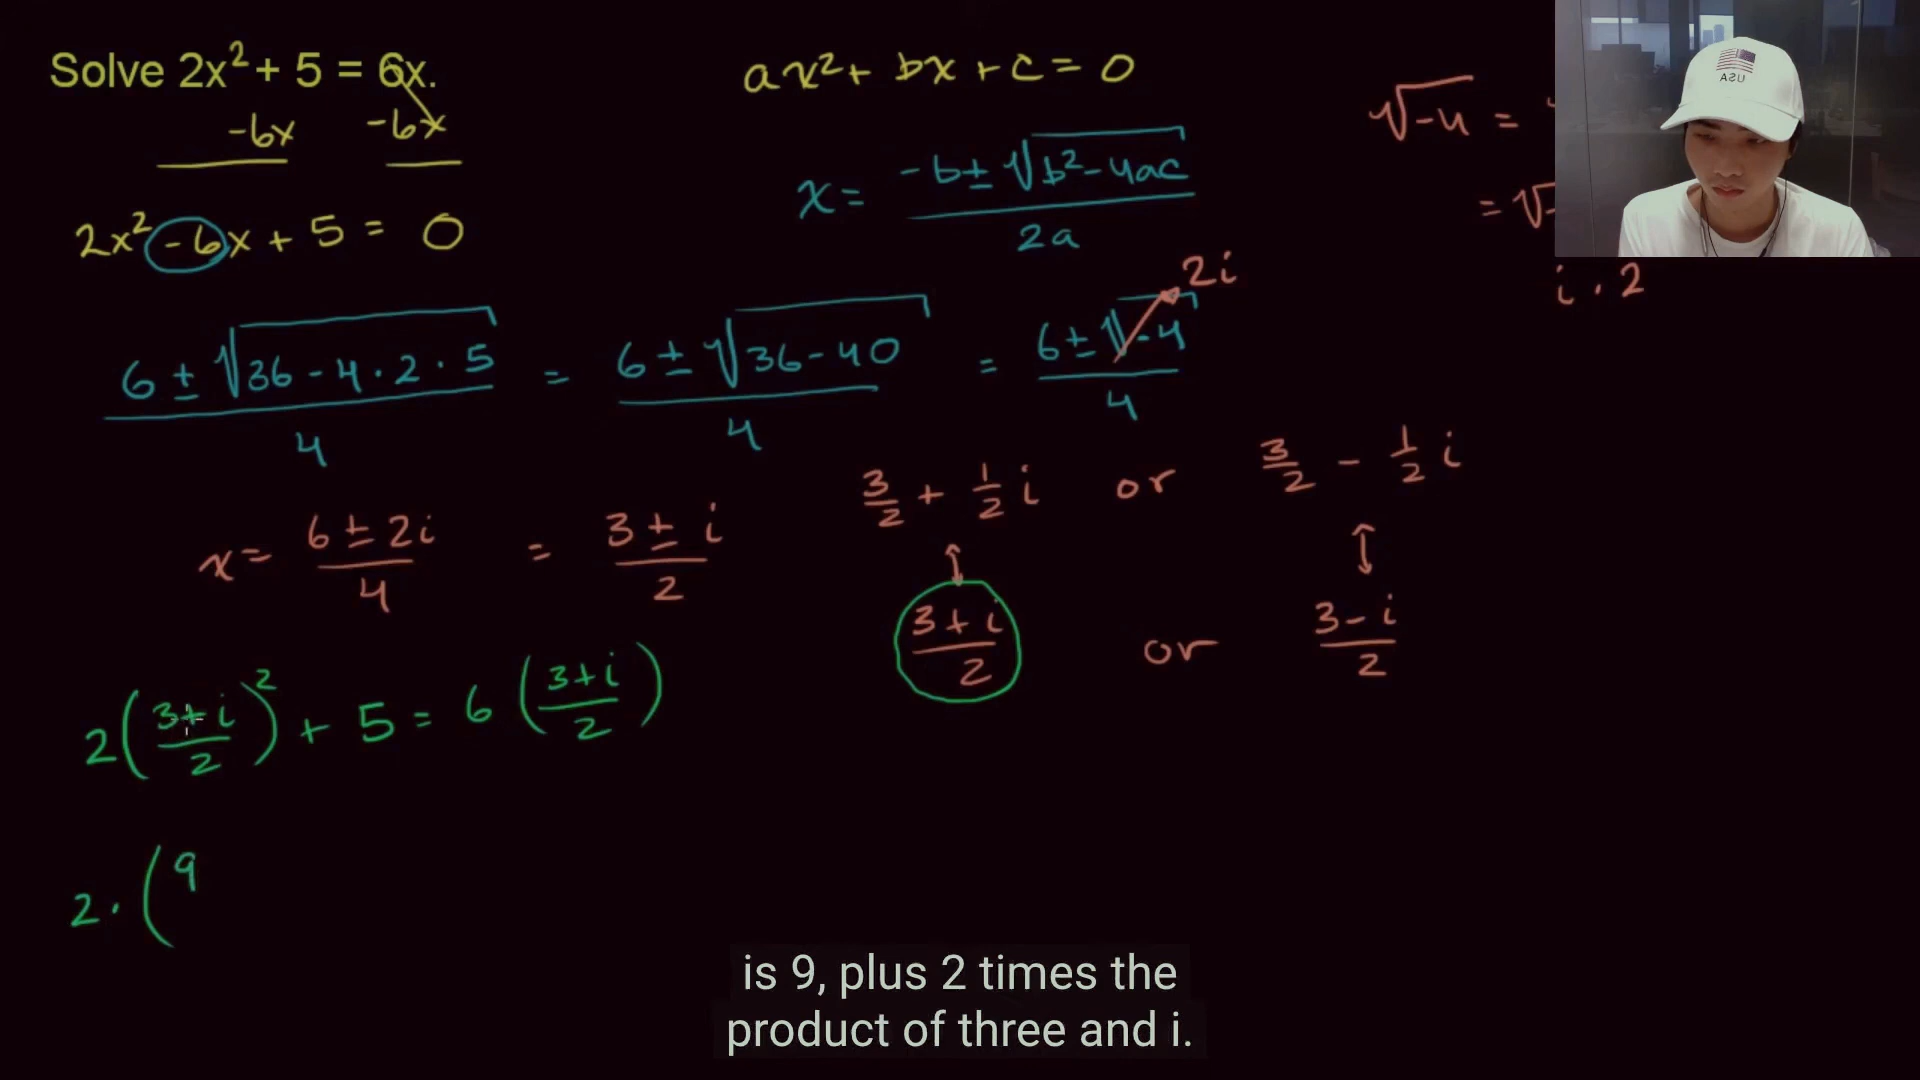 Solve 2x² + 5 = 6x.
-6x -6x
2x² - 6x + 5 = 0
ax² + bx + c = 0
x = (-b ± √(b² - 4ac)) / 2a
√-4 =
= √-
i · 2
USA
(6 ± √(36 - 4 · 2 · 5)) / 4 = (6 ± √(36 - 40)) / 4 = (6 ± √-4) / 4
2i
x = (6 ± 2i) / 4 = (3 ± i) / 2
3/2 + 1/2 i or 3/2 - 1/2 i
↕ ↕
(3 + i) / 2 or (3 - i) / 2
2((3 + i) / 2)² + 5 = 6((3 + i) / 2)
2 · (9
is 9, plus 2 times the
product of three and i.